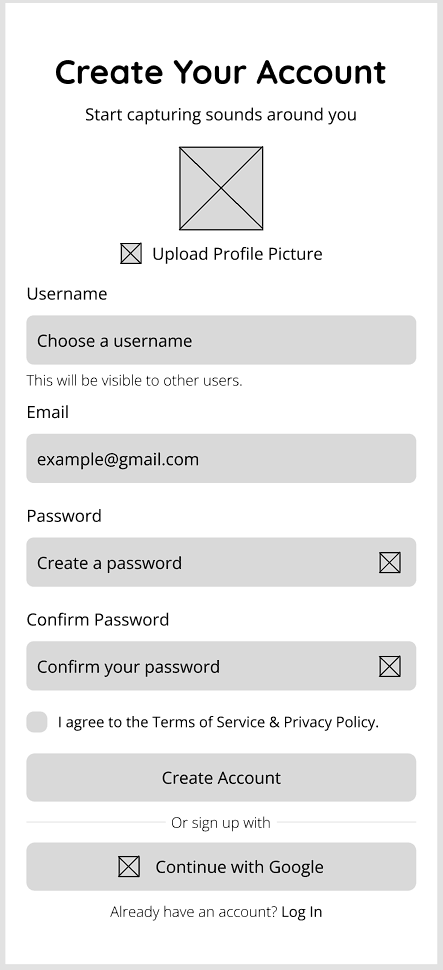 Create Your Account
Start capturing sounds around you
Upload Profile Picture
Username
Choose a username
This will be visible to other users.
Email
example@gmail.com
Password
Create a password
Confirm Password
Confirm your password
I agree to the Terms of Service & Privacy Policy.
Create Account
Or sign up with
Continue with Google
Already have an account? Log In